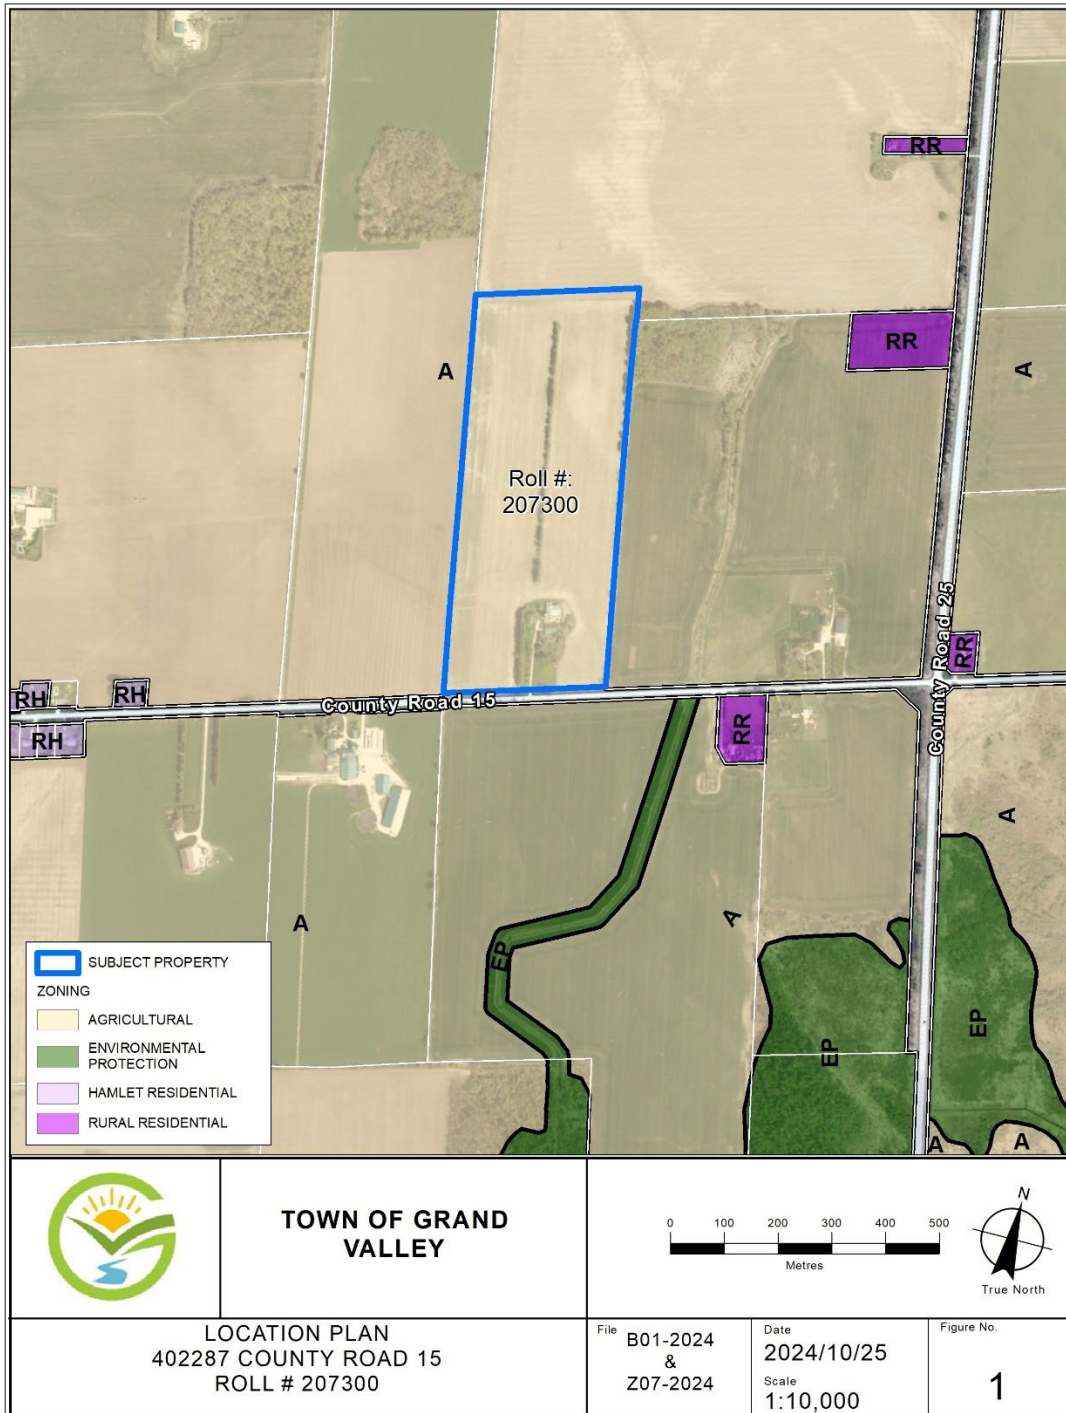 RR
RR
A
A
Roll #:
207300
County Road 25
RR
RH
RH
County Road 15
RH
RR
A
A
A
EP
EP
EP
A
A
SUBJECT PROPERTY
ZONING
AGRICULTURAL
ENVIRONMENTAL
PROTECTION
HAMLET RESIDENTIAL
RURAL RESIDENTIAL
TOWN OF GRAND
VALLEY
0 100 200 300 400 500
Metres
N
True North
LOCATION PLAN
402287 COUNTY ROAD 15
ROLL # 207300
File
B01-2024
&
Z07-2024
Date
2024/10/25
Scale
1:10,000
Figure No.
1